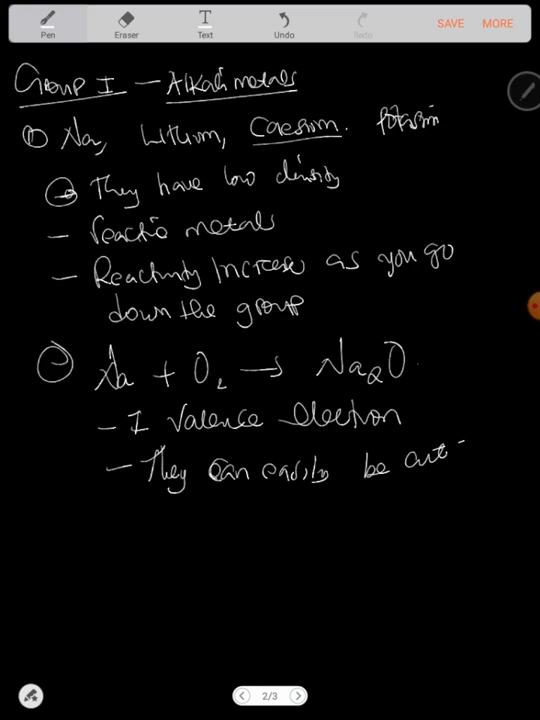 Pen Eraser Text Undo Redo SAVE MORE
Group I — Alkali metals
① Na, Lithium, Caesium. Potassium
They have low density
– reactive metals
– Reactivity increase as you go
down the group
Na + O₂ → Na₂O.
– 1 valence electron
– They can easily be cut -
2/3